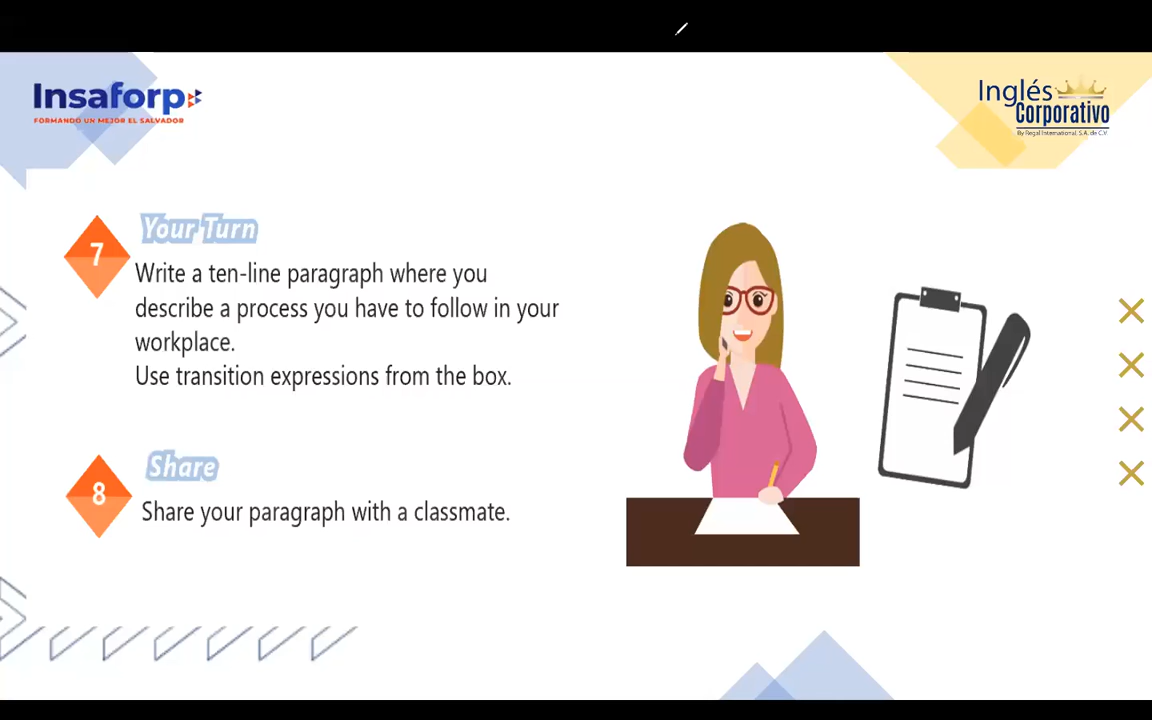 Insaforp
FORMANDO UN MEJOR EL SALVADOR
Inglés
Corporativo
By Regal International, S.A. de C.V.
7
Your Turn
Write a ten-line paragraph where you
describe a process you have to follow in your
workplace.
Use transition expressions from the box.
8
Share
Share your paragraph with a classmate.